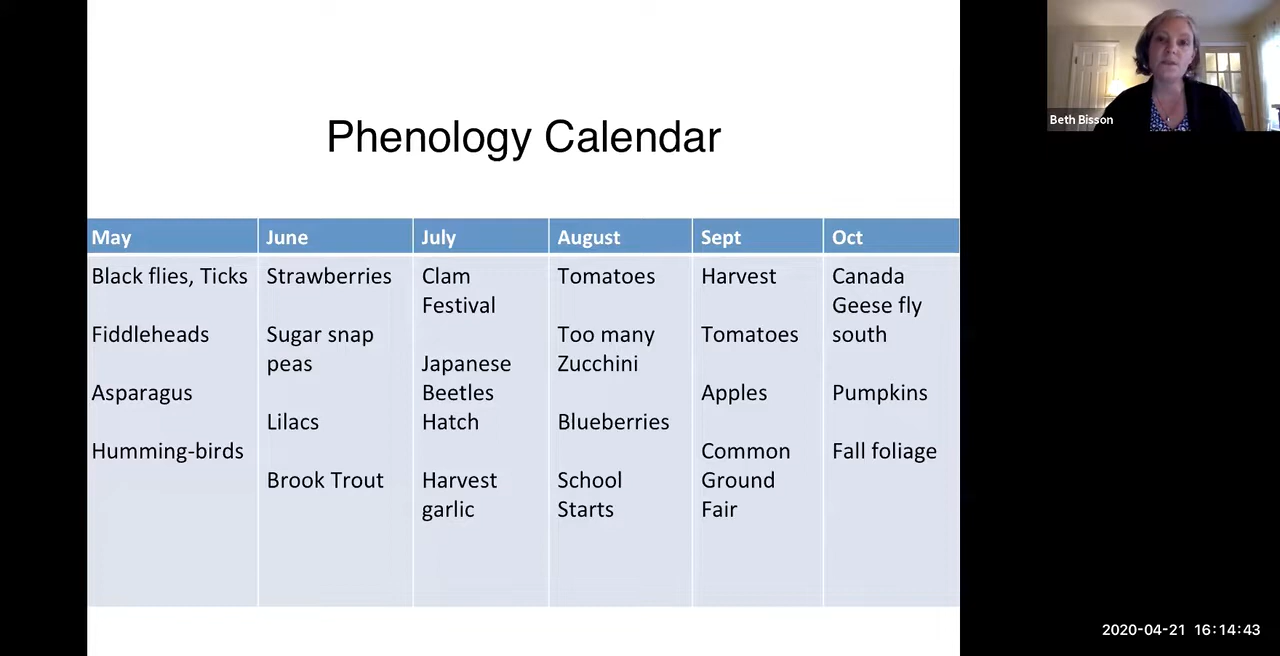 Phenology Calendar
May
June
July
August
Sept
Oct
Black flies, Ticks
Fiddleheads
Asparagus
Humming-birds
Strawberries
Sugar snap
peas
Lilacs
Brook Trout
Clam
Festival
Japanese
Beetles
Hatch
Harvest
garlic
Tomatoes
Too many
Zucchini
Blueberries
School
Starts
Harvest
Tomatoes
Apples
Common
Ground
Fair
Canada
Geese fly
south
Pumpkins
Fall foliage
Beth Bisson
2020-04-21 16:14:43